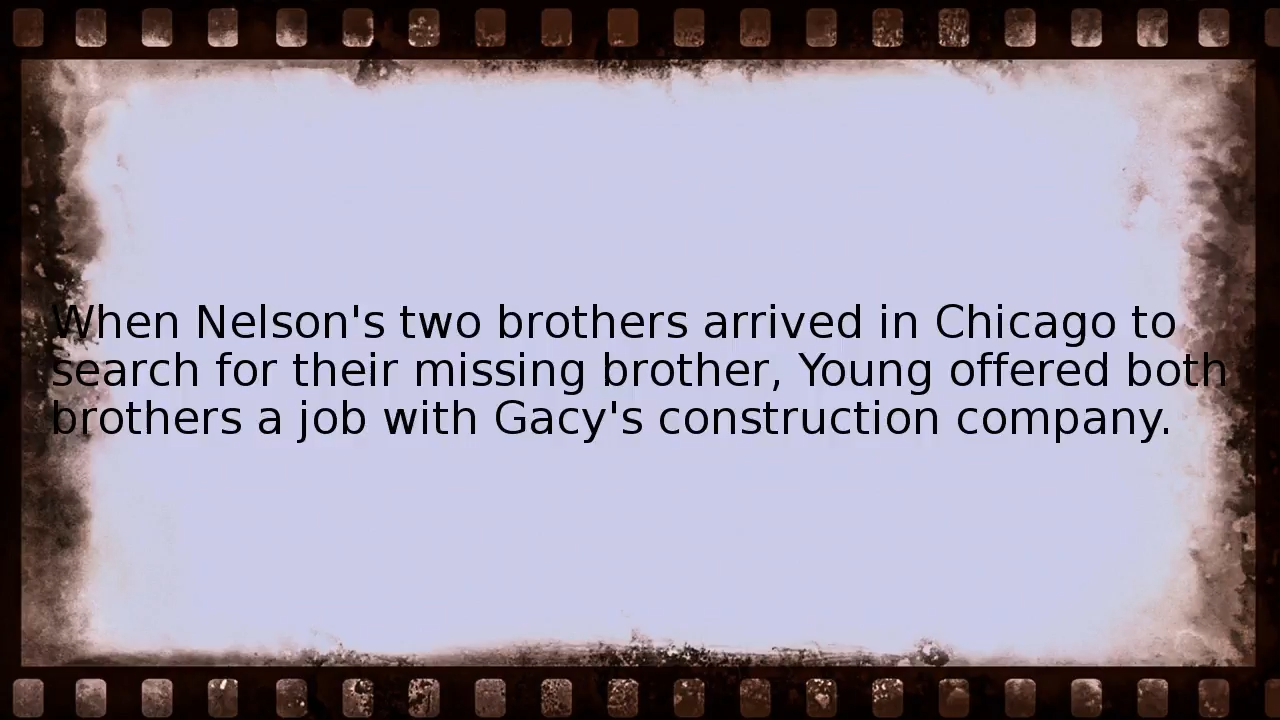 When Nelson's two brothers arrived in Chicago to
search for their missing brother, Young offered both
brothers a job with Gacy's construction company.